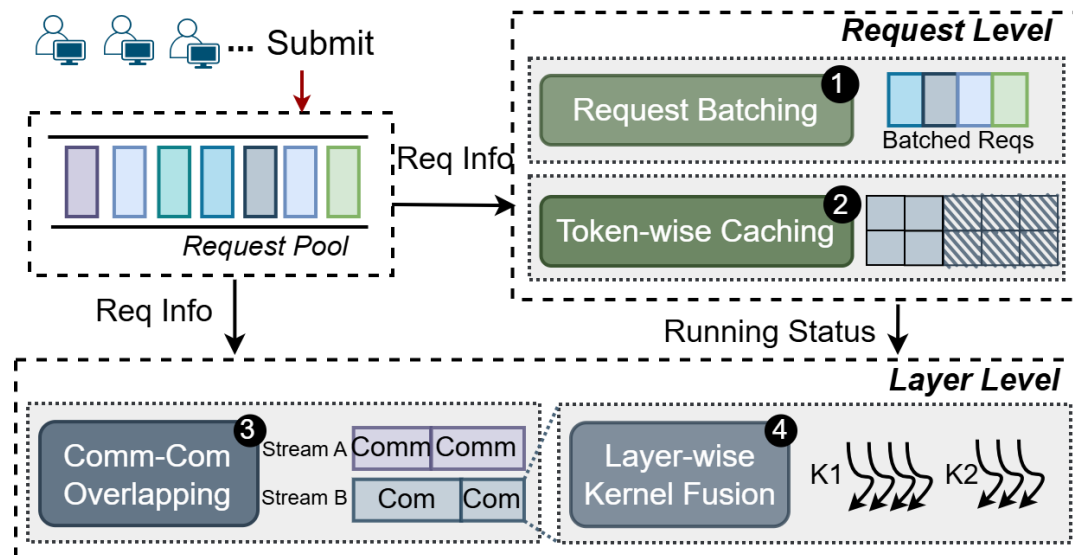 ... Submit
Request Pool
Req Info
Req Info
Request Level
Request Batching
1
Batched Reqs
Token-wise Caching
2
Running Status
Layer Level
Comm-Com
Overlapping
3
Stream A
Comm
Comm
Stream B
Com
Com
Layer-wise
Kernel Fusion
4
K1
K2